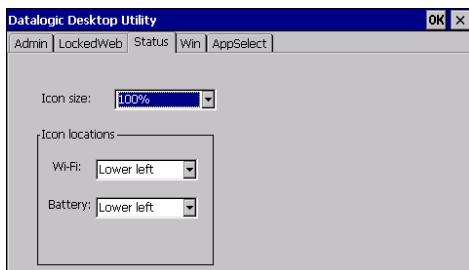 Datalogic Desktop Utility OK ×
Admin LockedWeb Status Win AppSelect
Icon size: 100%
Icon locations
Wi-Fi: Lower left
Battery: Lower left